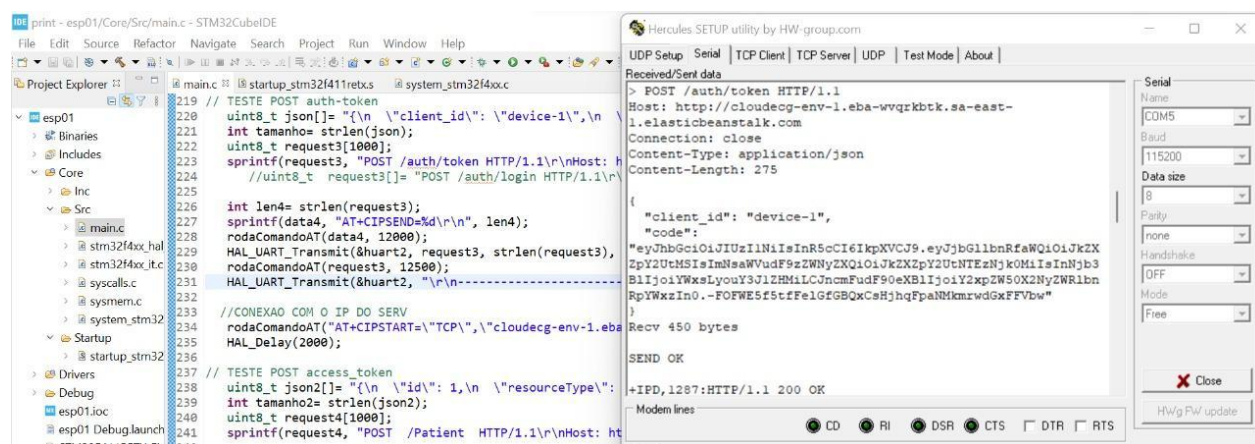 print - esp01/Core/Src/main.c - STM32CubeIDE
File Edit Source Refactor Navigate Search Project Run Window Help
Project Explorer
esp01
Binaries
Includes
Core
Inc
Src
main.c
stm32f4xx_hal
stm32f4xx_it.c
syscalls.c
sysmem.c
system_stm32
Startup
startup_stm32
Drivers
Debug
esp01.ioc
esp01 Debug.launch
main.c startup_stm32f411retx.s system_stm32f4xx.c
219 // TESTE POST auth-token
220 uint8_t json[]= "{\n \"client_id\": \"device-1\",\n \
221 int tamanho= strlen(json);
222 uint8_t request3[1000];
223 sprintf(request3, "POST /auth/token HTTP/1.1\r\nHost: h
224 //uint8_t request3[]= "POST /auth/login HTTP/1.1\r\
225
226 int len4= strlen(request3);
227 sprintf(data4, "AT+CIPSEND=%d\r\n", len4);
228 rodaComandoAT(data4, 12000);
229 HAL_UART_Transmit(&huart2, request3, strlen(request3),
230 rodaComandoAT(request3, 12500);
231 HAL_UART_Transmit(&huart2, "\r\n-----------------------
232
233 //CONEXAO COM O IP DO SERV
234 rodaComandoAT("AT+CIPSTART=\"TCP\",\"cloudecg-env-1.eba
235 HAL_Delay(2000);
236
237 // TESTE POST access_token
238 uint8_t json2[]= "{\n \"id\": 1,\n \"resourceType\":
239 int tamanho2= strlen(json2);
240 uint8_t request4[1000];
241 sprintf(request4, "POST /Patient HTTP/1.1\r\nHost: ht
Hercules SETUP utility by HW-group.com
UDP Setup Serial TCP Client TCP Server UDP Test Mode About
Received/Sent data
> POST /auth/token HTTP/1.1
Host: http://cloudecg-env-1.eba-wvqrkbtk.sa-east-
1.elasticbeanstalk.com
Connection: close
Content-Type: application/json
Content-Length: 275
{
"client_id": "device-1",
"code":
}
Recv 450 bytes
SEND OK
+IPD,1287:HTTP/1.1 200 OK
Modem lines
CD RI DSR CTS DTR RTS
Serial
Name
COM5
Baud
115200
Data size
8
Parity
none
Handshake
OFF
Mode
Free
Close
HWg FW update